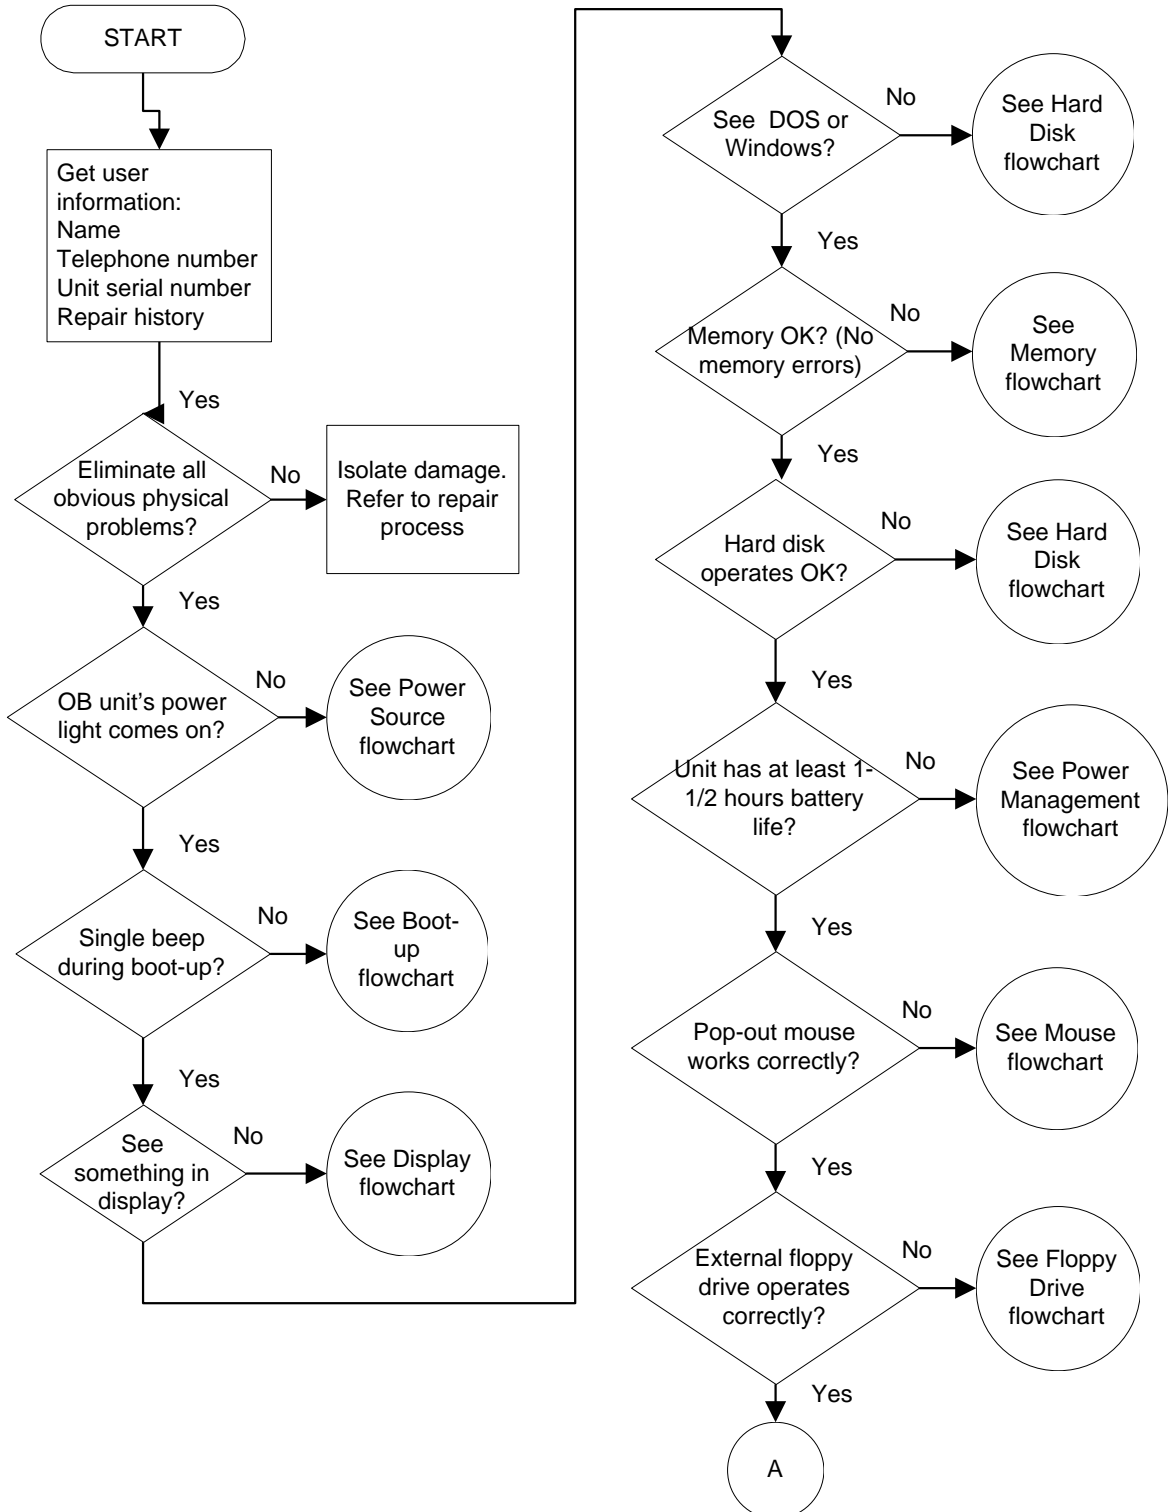 START
Get user
information:
Name
Telephone number
Unit serial number
Repair history
Yes
Eliminate all
obvious physical
problems?
No
Isolate damage.
Refer to repair
process
Yes
OB unit's power
light comes on?
No
See Power
Source
flowchart
Yes
Single beep
during boot-up?
No
See Boot-
up
flowchart
Yes
See
something in
display?
No
See Display
flowchart
See DOS or
Windows?
No
See Hard
Disk
flowchart
Yes
Memory OK? (No
memory errors)
No
See
Memory
flowchart
Yes
Hard disk
operates OK?
No
See Hard
Disk
flowchart
Yes
Unit has at least 1-
1/2 hours battery
life?
No
See Power
Management
flowchart
Yes
Pop-out mouse
works correctly?
No
See Mouse
flowchart
Yes
External floppy
drive operates
correctly?
No
See Floppy
Drive
flowchart
Yes
A